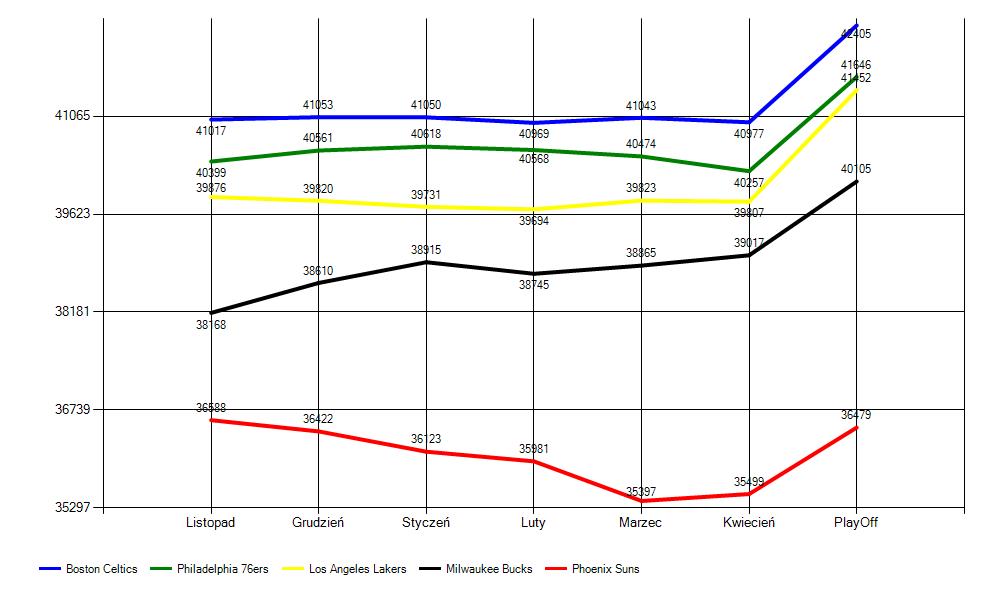 42405
41646
41452
41065
41017 41053 41050 40969 41043 40977
40399 40561 40618 40568 40474 40257
39876 39820 39731 39694 39823 39807
40105
39623
38168 38610 38915 38745 38865 39017
38181
36739
36588 36422 36123 35981 35397 35499 36479
35297
Listopad Grudzień Styczeń Luty Marzec Kwiecień PlayOff
Boston Celtics Philadelphia 76ers Los Angeles Lakers Milwaukee Bucks Phoenix Suns